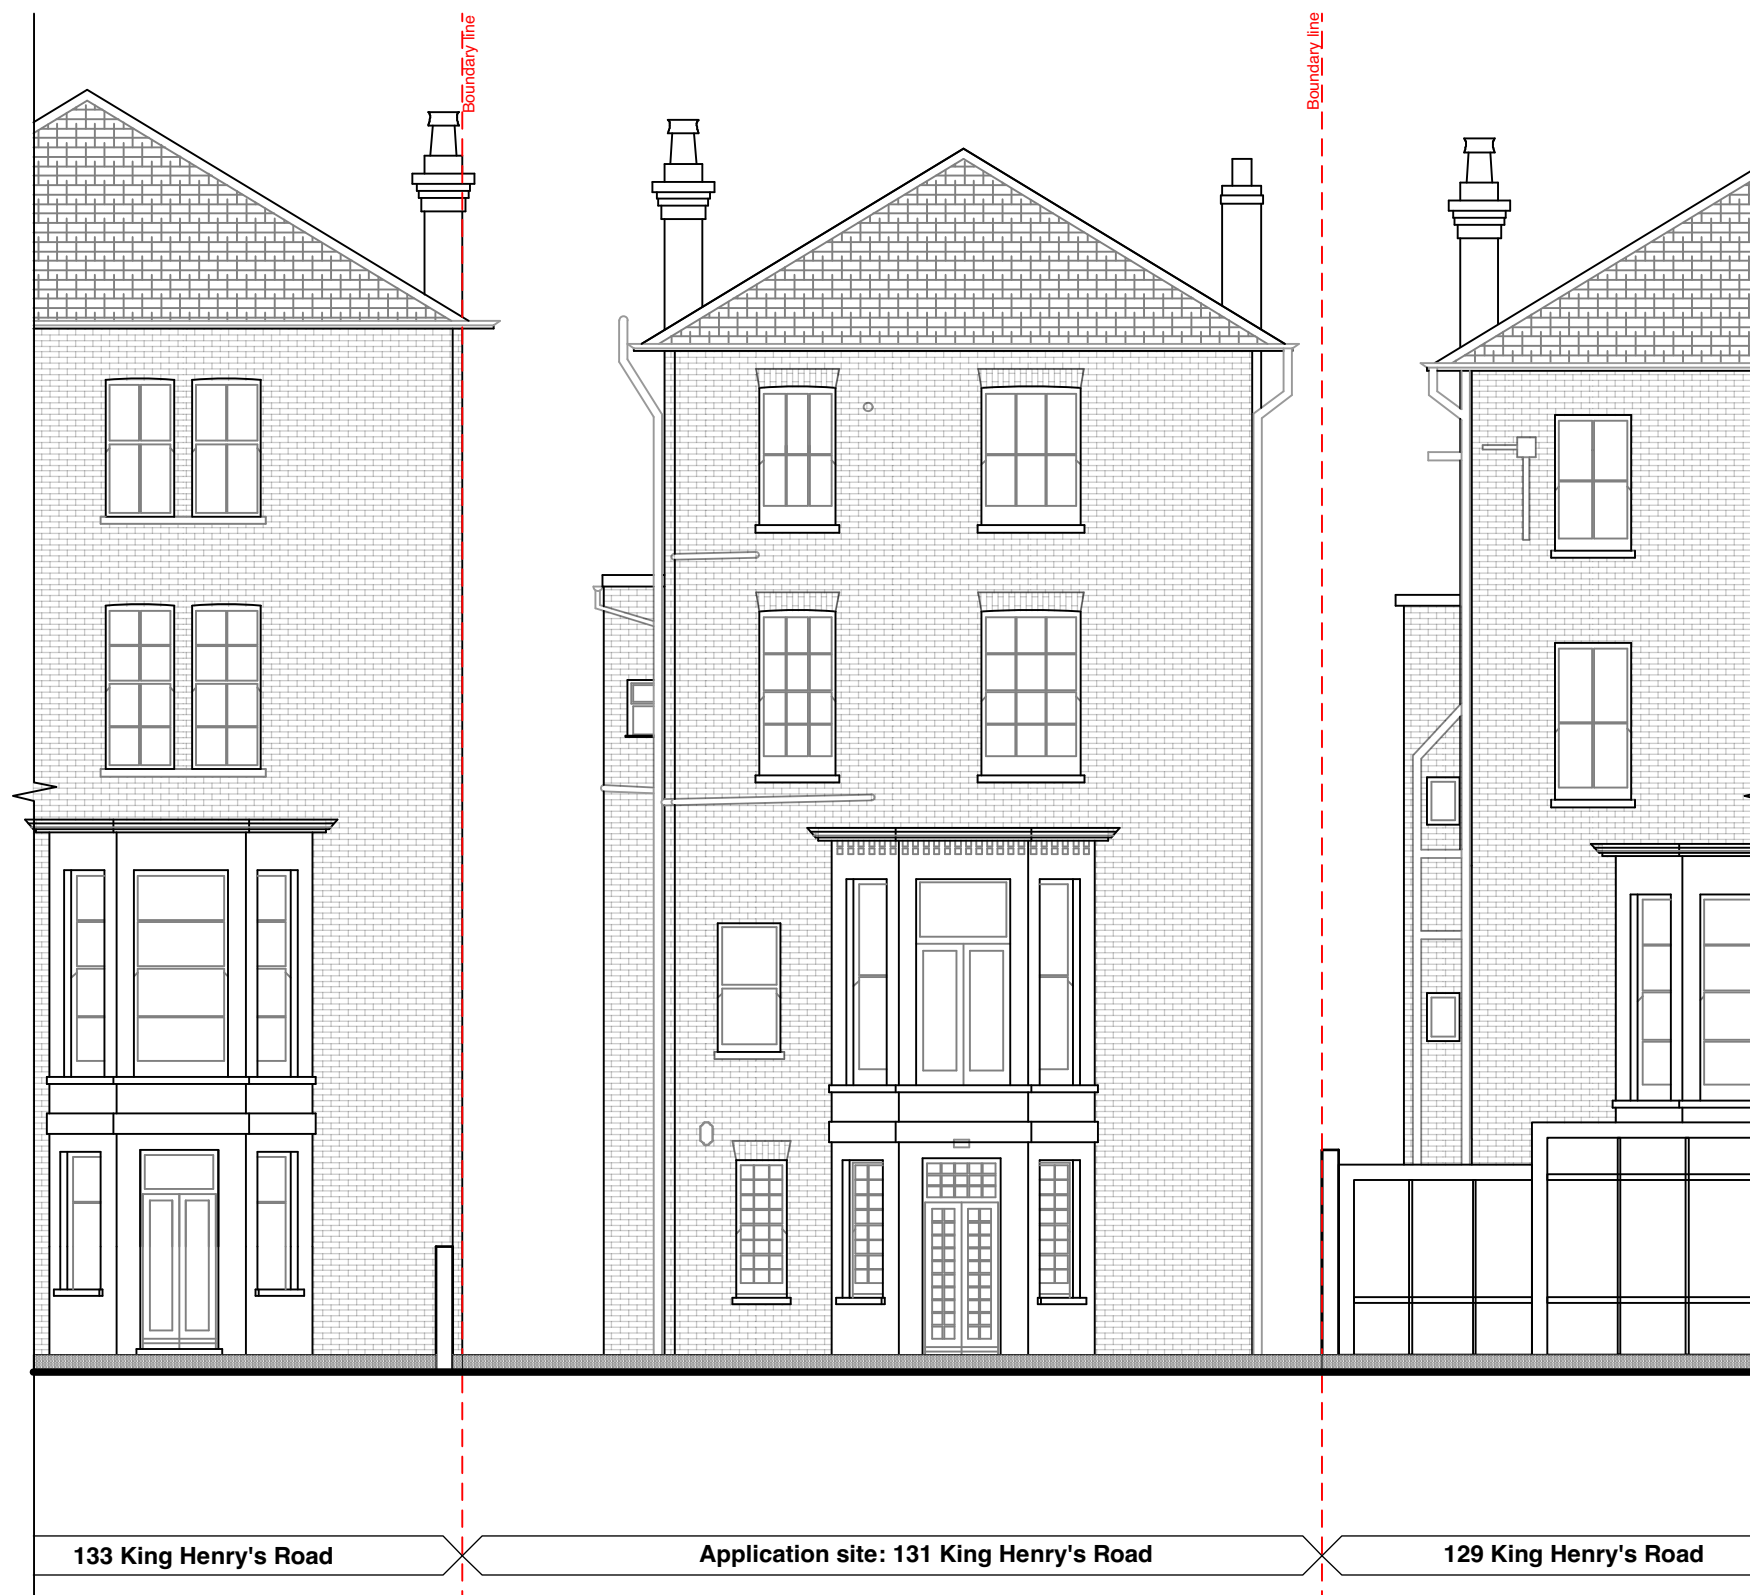 Boundary line
Boundary line
133 King Henry's Road
Application site: 131 King Henry's Road
129 King Henry's Road